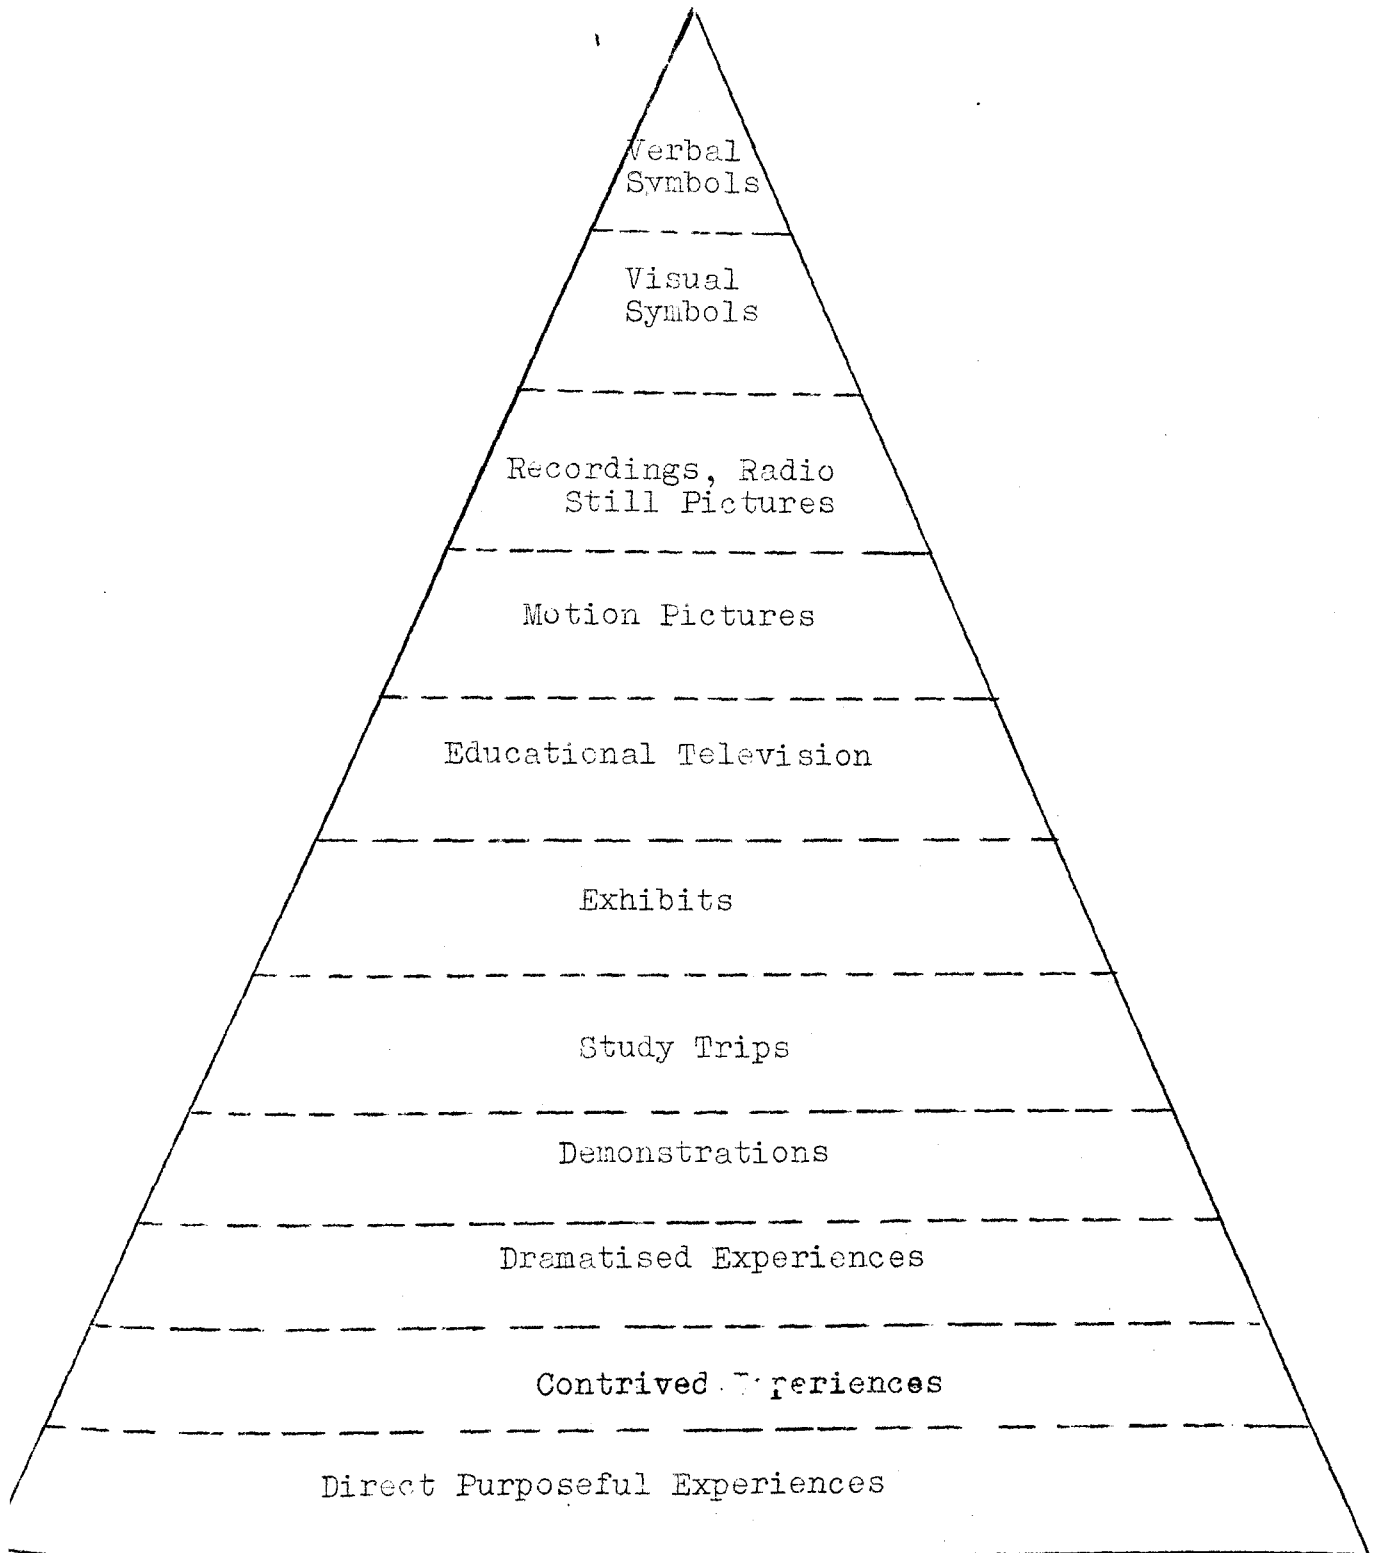 Verbal
Symbols
Visual
Symbols
Recordings, Radio
Still Pictures
Motion Pictures
Educational Television
Exhibits
Study Trips
Demonstrations
Dramatised Experiences
Contrived
Direct Purposeful Experiences